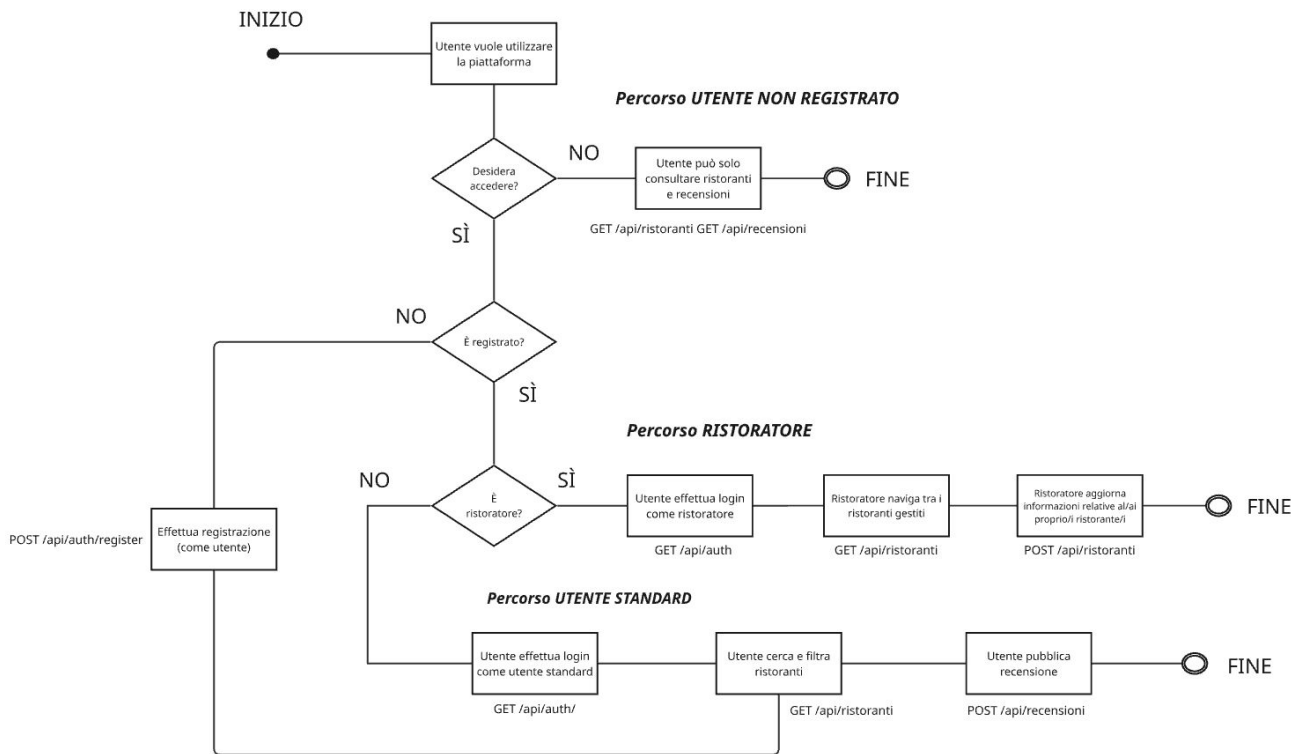 INIZIO
Utente vuole utilizzare
la piattaforma
Percorso UTENTE NON REGISTRATO
Desidera
accedere?
NO
Utente può solo
consultare ristoranti
e recensioni
FINE
GET /api/ristoranti GET /api/recensioni
SÌ
NO
È registrato?
SÌ
Percorso RISTORATORE
NO
È
ristoratore?
SÌ
Utente effettua login
come ristoratore
Ristoratore naviga tra i
ristoranti gestiti
Ristoratore aggiorna
informazioni relative al/ai
proprio/i ristorante/i
FINE
GET /api/auth
GET /api/ristoranti
POST /api/ristoranti
POST /api/auth/register
Effettua registrazione
(come utente)
Percorso UTENTE STANDARD
Utente effettua login
come utente standard
Utente cerca e filtra
ristoranti
Utente pubblica
recensione
FINE
GET /api/auth/
GET /api/ristoranti
POST /api/recensioni